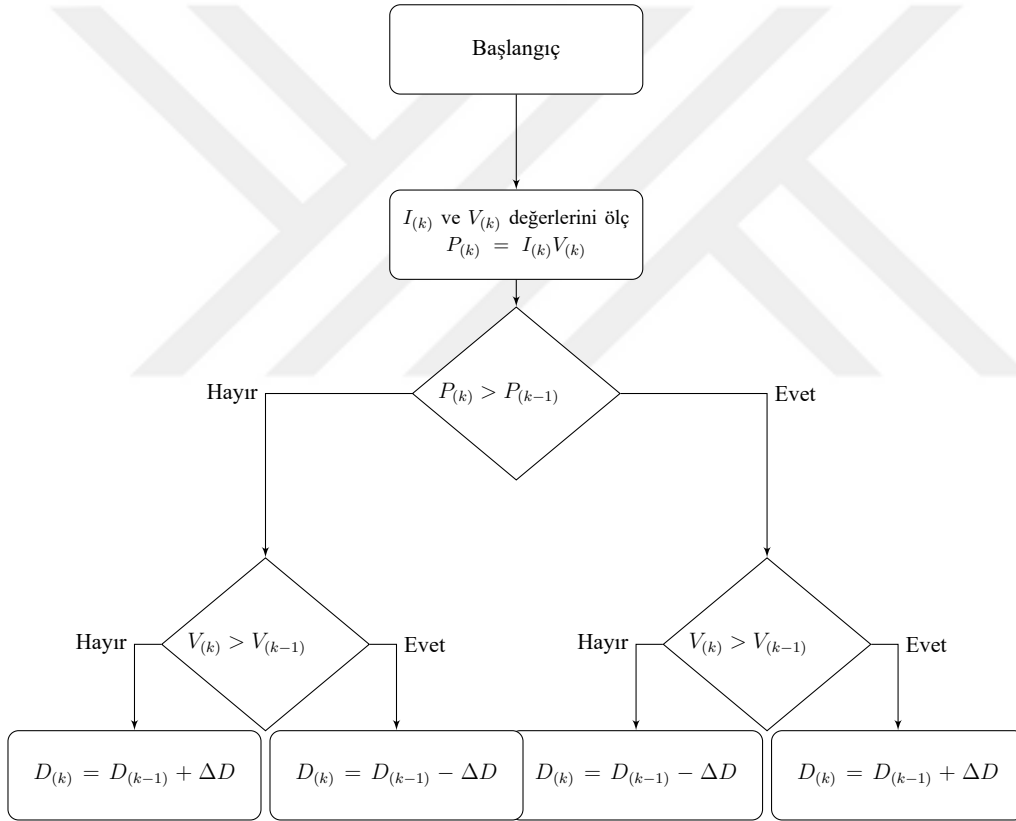 Başlangıç
I(k) ve V(k) değerlerini ölç
P(k) = I(k)V(k)
Hayır
P(k) > P(k−1)
Evet
Hayır
V(k) > V(k−1)
Evet
Hayır
V(k) > V(k−1)
Evet
D(k) = D(k−1) + ΔD
D(k) = D(k−1) − ΔD
D(k) = D(k−1) − ΔD
D(k) = D(k−1) + ΔD